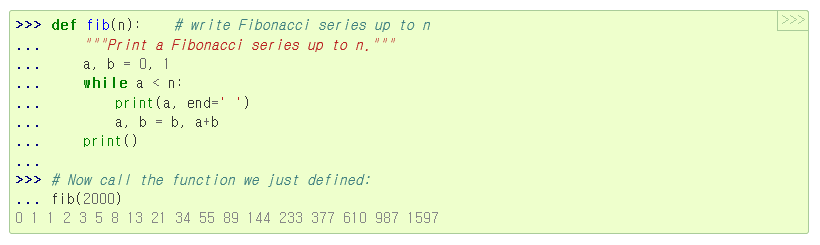 >>> def fib(n):    # write Fibonacci series up to n
>>>
...     """Print a Fibonacci series up to n."""
...     a, b = 0, 1
...     while a < n:
...         print(a, end=' ')
...         a, b = b, a+b
...     print()
...
>>> # Now call the function we just defined:
... fib(2000)
0 1 1 2 3 5 8 13 21 34 55 89 144 233 377 610 987 1597